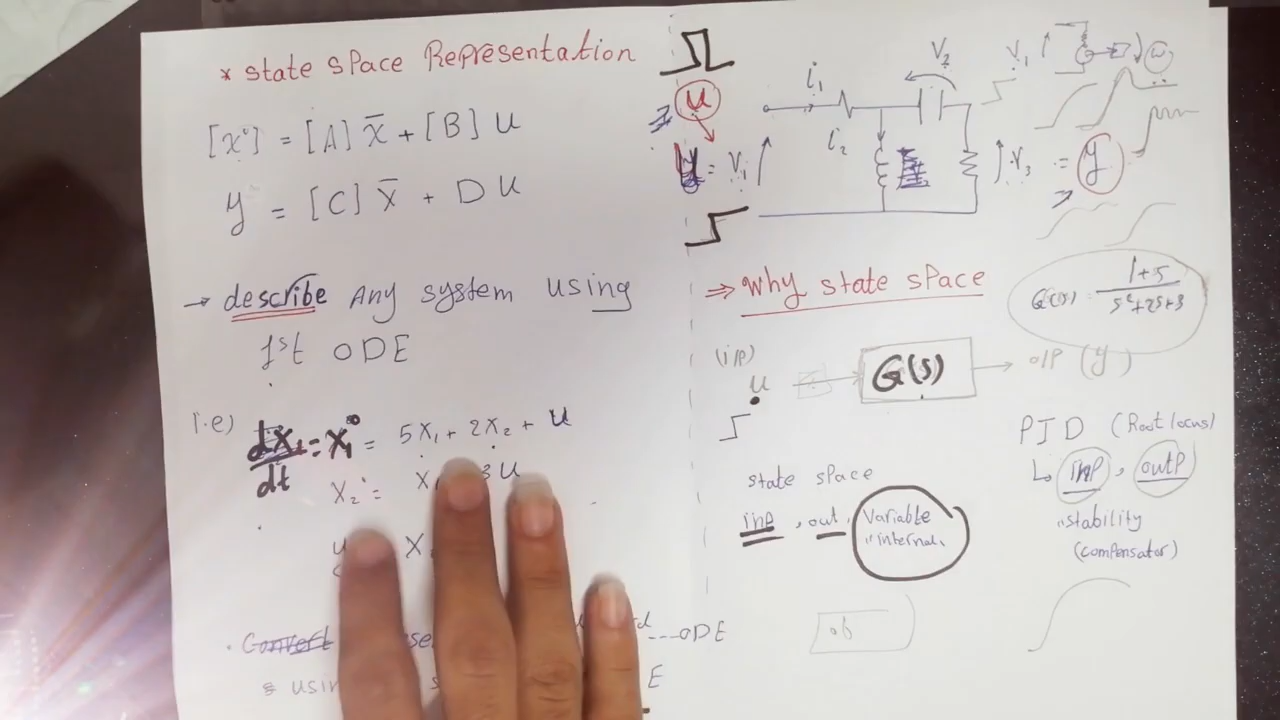 * state space Representation
[x°] = [A] x̄ + [B] u
y = [C] x̄ + D u
→ describe Any system using
1st ODE
i.e) dx₁/dt = x₁° = 5x₁ + 2x₂ + u
x₂° =
3u
ODE
E
u
= V₁
i₁
i₂
V₂
V₃ = y
V₁
ω
⇒ why state space
G(s) = 1+s / s²+2s+3
(i/p)
u → G(s) → o/p (y)
PID (Root locus)
↳ inp, outp
"stability
(compensator)
state space
inp, out, Variable
"internal"